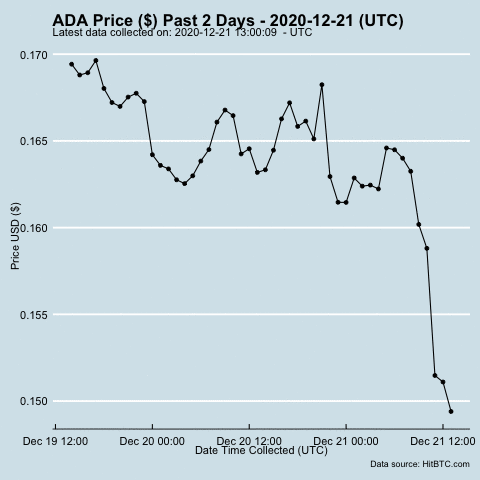 ADA Price ($) Past 2 Days - 2020-12-21 (UTC)
Latest data collected on: 2020-12-21 13:00:09  - UTC
0.170
0.165
0.160
0.155
0.150
Price USD ($)
Dec 19 12:00 Dec 20 00:00 Dec 20 12:00 Dec 21 00:00 Dec 21 12:00
Date Time Collected (UTC)
Data source: HitBTC.com